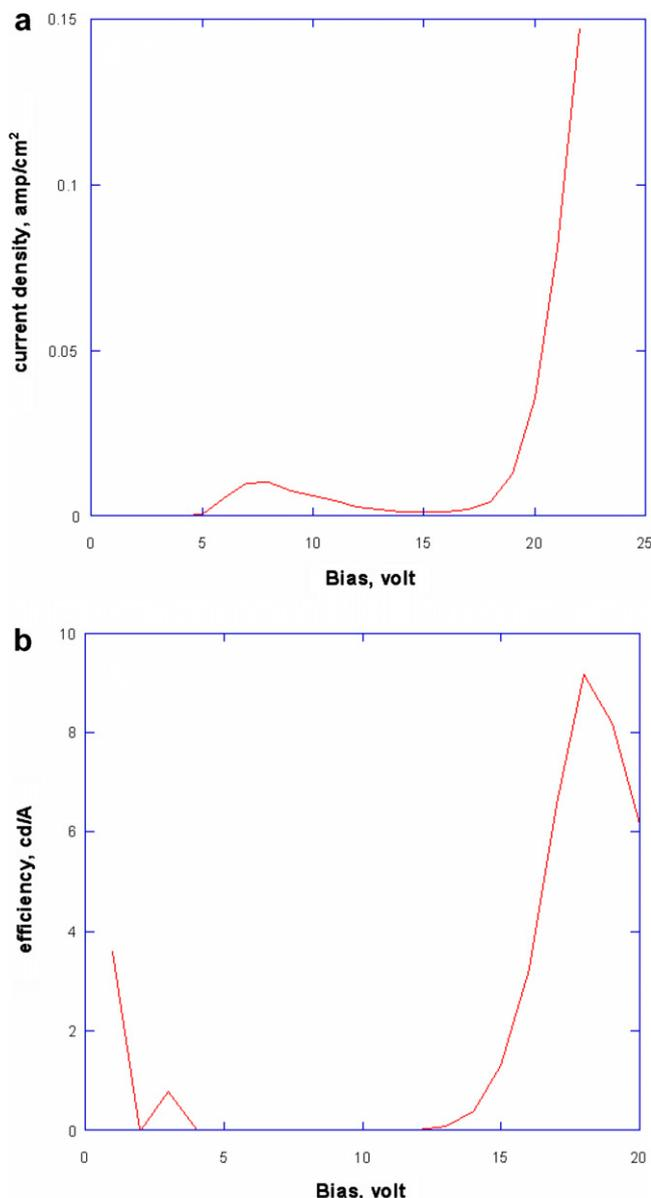 a
0.15
0.1
0.05
0
current density, amp/cm²
0 5 10 15 20 25
Bias, volt
b
10
8
6
4
2
0
efficiency, cd/A
0 5 10 15 20
Bias, volt